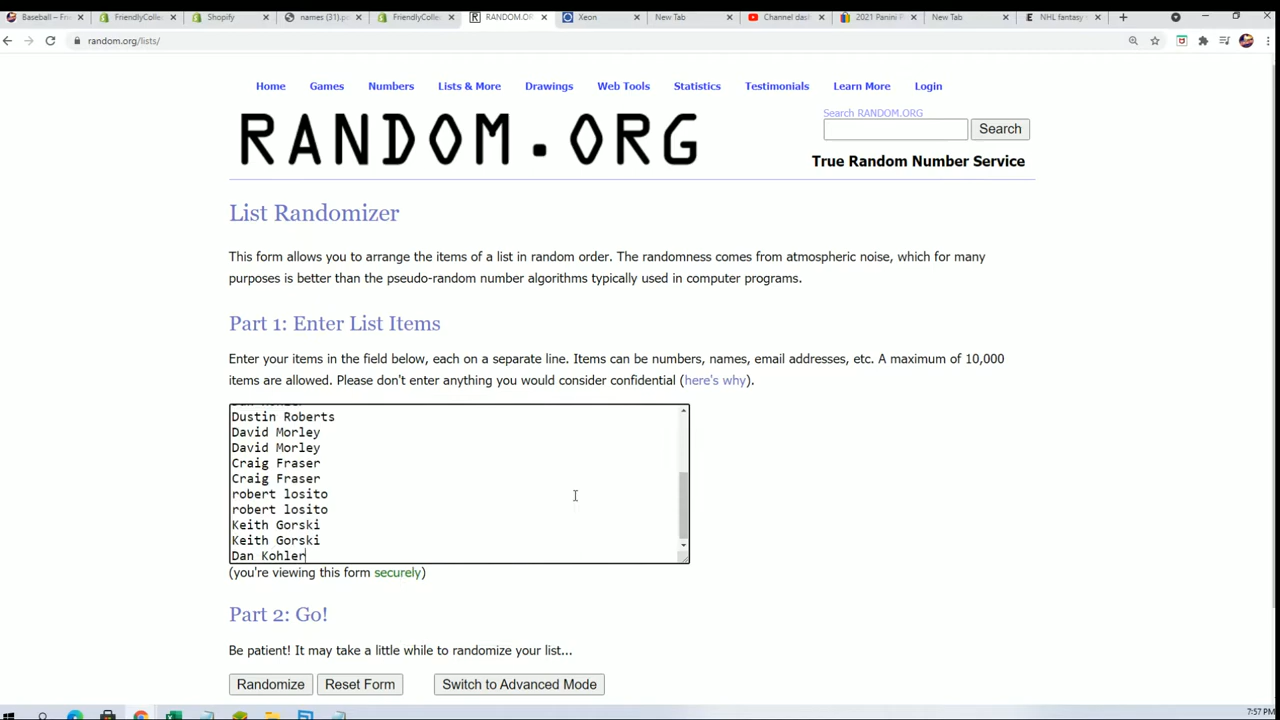 Baseball – Fri
FriendlyColle
Shopify
names (31).p
FriendlyColle
RANDOM.O
Xeon
New Tab
Channel dash
2021 Panini
New Tab
NHL fantasy
random.org/lists/
Home Games Numbers Lists & More Drawings Web Tools Statistics Testimonials Learn More Login
Search RANDOM.ORG
RANDOM.ORG
Search
True Random Number Service
List Randomizer
This form allows you to arrange the items of a list in random order. The randomness comes from atmospheric noise, which for many
purposes is better than the pseudo-random number algorithms typically used in computer programs.
Part 1: Enter List Items
Enter your items in the field below, each on a separate line. Items can be numbers, names, email addresses, etc. A maximum of 10,000
items are allowed. Please don't enter anything you would consider confidential (here's why).
Dustin Roberts
David Morley
David Morley
Craig Fraser
Craig Fraser
robert losito
robert losito
Keith Gorski
Keith Gorski
Dan Kohler
(you're viewing this form securely)
Part 2: Go!
Be patient! It may take a little while to randomize your list...
Randomize Reset Form Switch to Advanced Mode
7:57 PM